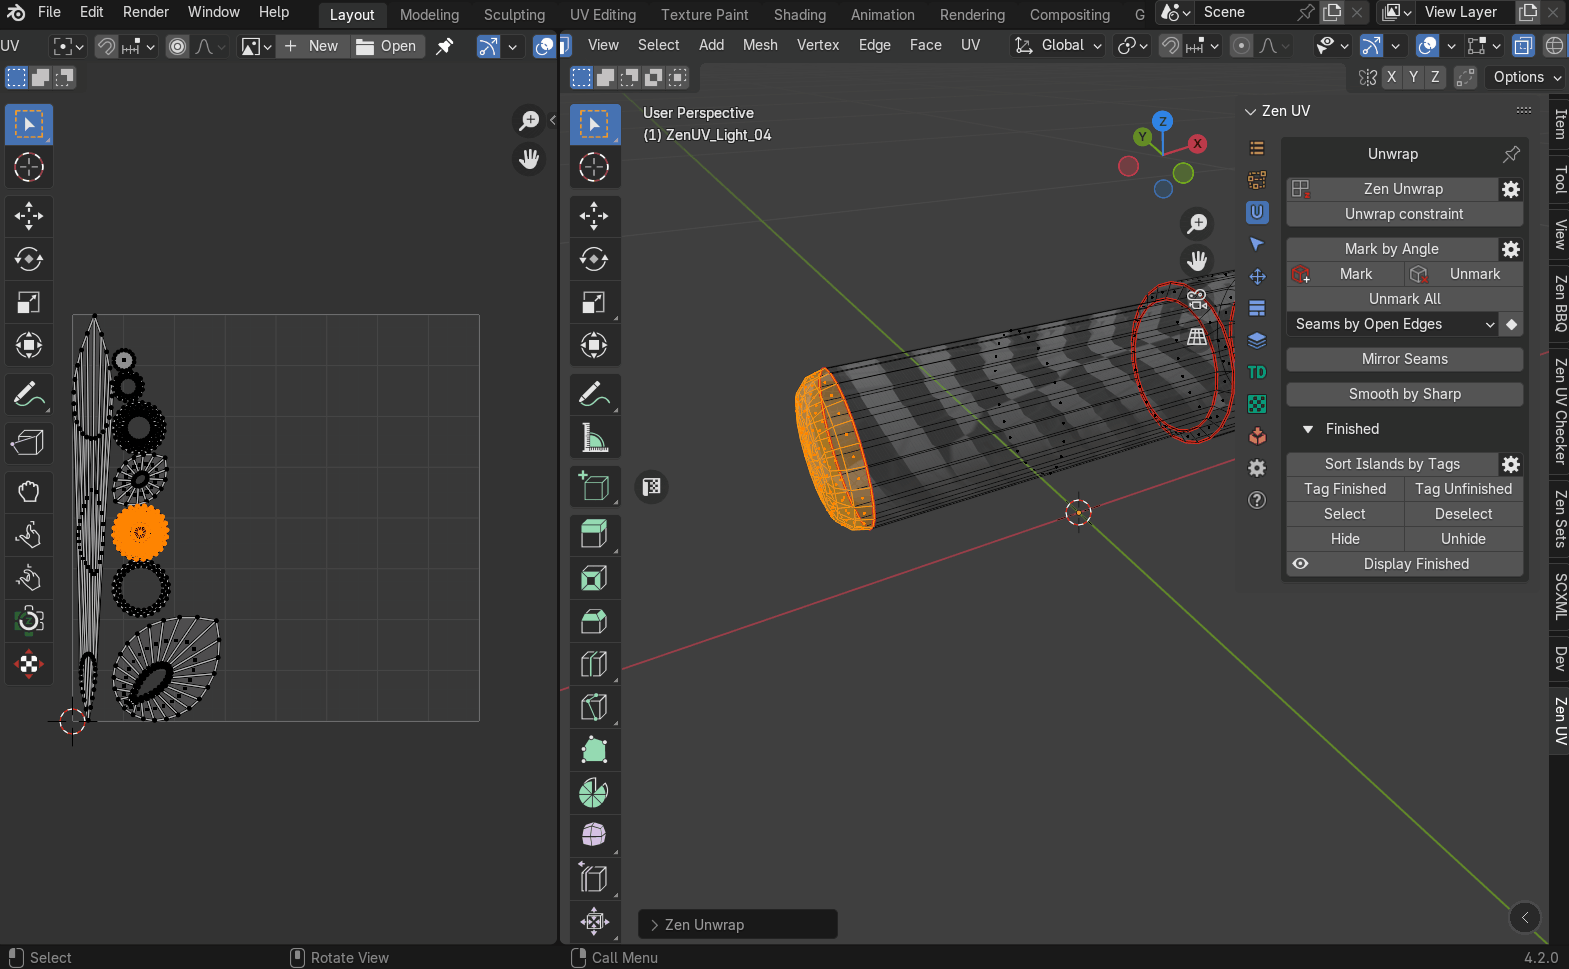 File Edit Render Window Help Layout Modeling Sculpting UV Editing Texture Paint Shading Animation Rendering Compositing G Scene View Layer
UV New Open View Select Add Mesh Vertex Edge Face UV Global
X Y Z Options
User Perspective
(1) ZenUV_Light_04
Z
Y
X
Zen UV
Unwrap
Zen Unwrap
Unwrap constraint
Mark by Angle
Mark Unmark
Unmark All
Seams by Open Edges
TD
Mirror Seams
Smooth by Sharp
Finished
Sort Islands by Tags
Tag Finished Tag Unfinished
Select Deselect
Hide Unhide
Display Finished
Item
Tool
View
Zen BBQ
Zen UV Checker
Zen Sets
SCXML
Dev
Zen UV
Zen Unwrap
Select Rotate View Call Menu 4.2.0